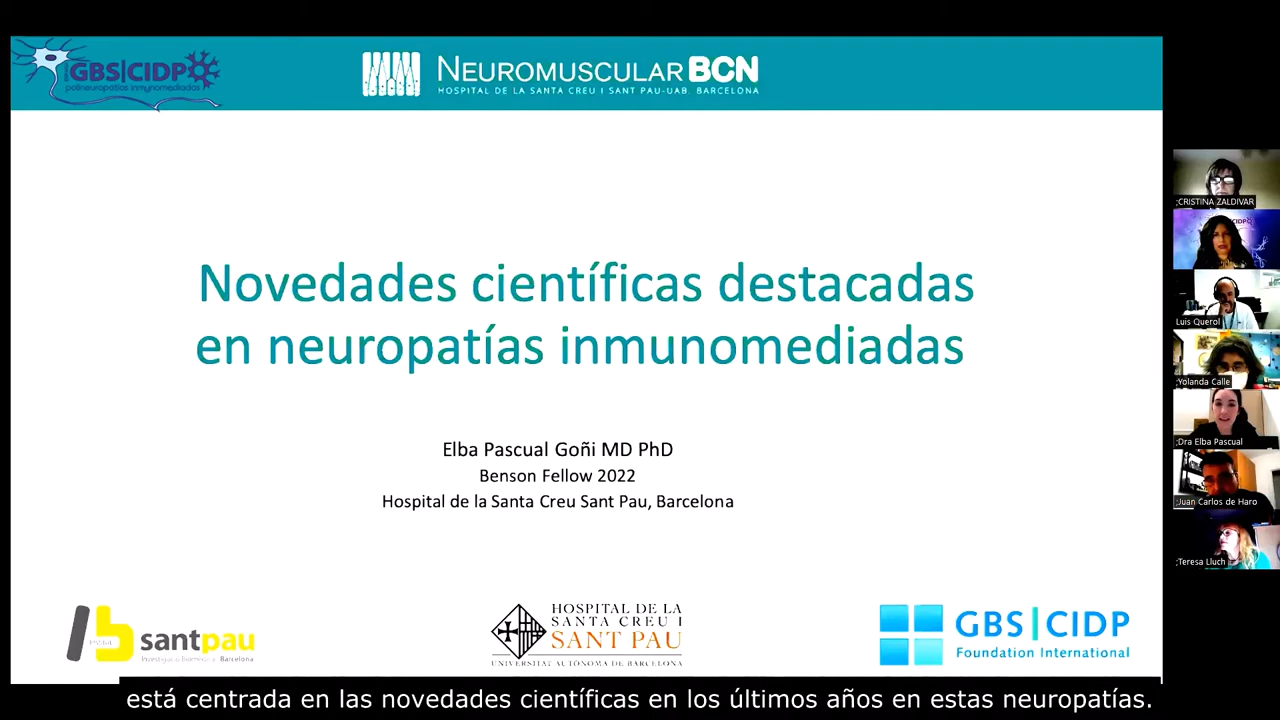 GBS|CIDP
polineuropatías inmunomediadas
NEUROMUSCULAR BCN
HOSPITAL DE LA SANTA CREU I SANT PAU-UAB. BARCELONA
Novedades científicas destacadas
en neuropatías inmunomediadas
Elba Pascual Goñi MD PhD
Benson Fellow 2022
Hospital de la Santa Creu Sant Pau, Barcelona
santpau
Barcelona
HOSPITAL DE LA
SANTA CREU I
SANT PAU
UNIVERSITAT AUTÒNOMA DE BARCELONA
GBS|CIDP
Foundation International
;CRISTINA ZALDIVAR
Luis Querol
;Yolanda Calle
;Dra Elba Pascual
;Juan Carlos de Haro
;Teresa Lluch
está centrada en las novedades científicas en los últimos años en estas neuropatías.